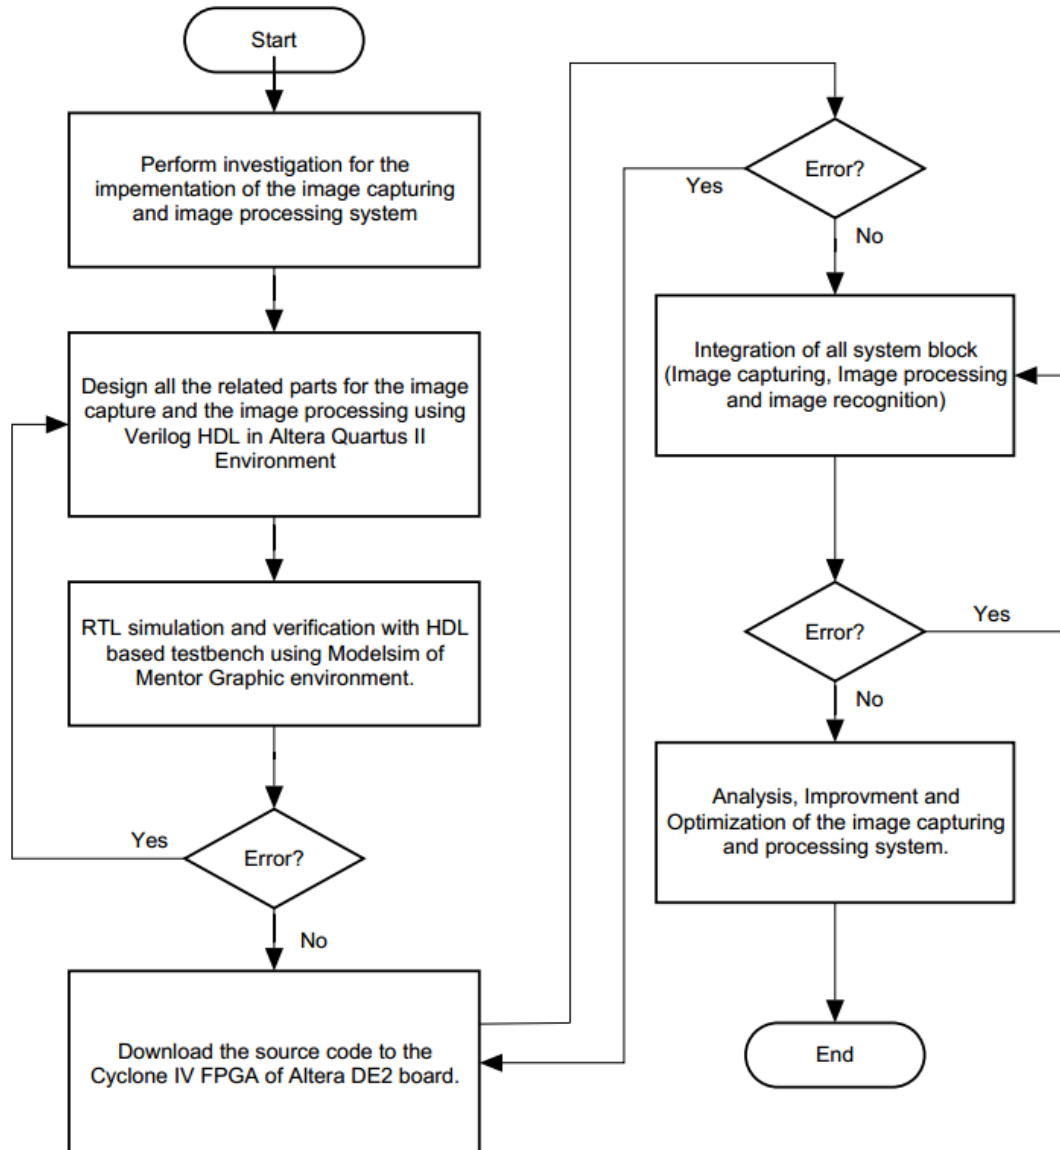 Start
Perform investigation for the
impementation of the image capturing
and image processing system
Design all the related parts for the image
capture and the image processing using
Verilog HDL in Altera Quartus II
Environment
RTL simulation and verification with HDL
based testbench using Modelsim of
Mentor Graphic environment.
Yes
Error?
No
Download the source code to the
Cyclone IV FPGA of Altera DE2 board.
Error?
Yes
No
Integration of all system block
(Image capturing, Image processing
and image recognition)
Error?
Yes
No
Analysis, Improvment and
Optimization of the image capturing
and processing system.
End